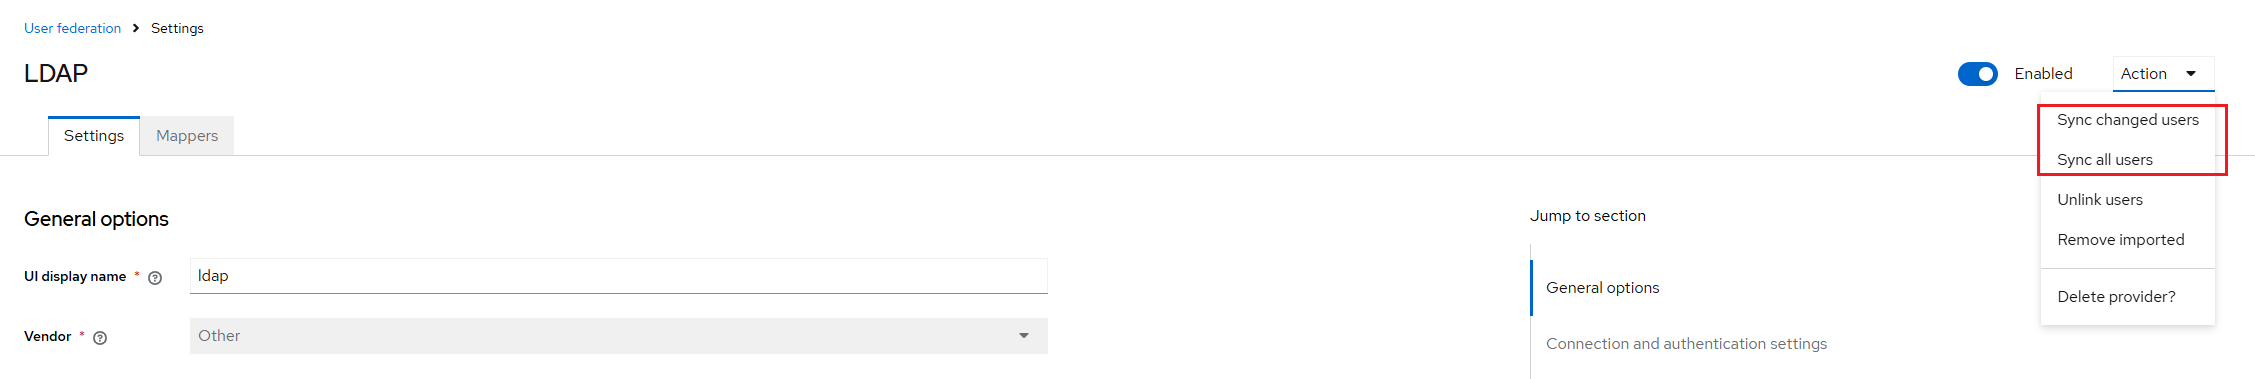 User federation > Settings
LDAP
Enabled
Action
Sync changed users
Sync all users
Unlink users
Remove imported
Delete provider?
Settings
Mappers
General options
UI display name * ?
ldap
Vendor * ?
Other
Jump to section
General options
Connection and authentication settings